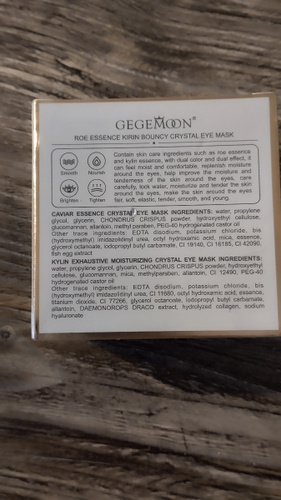 GEGEMOON®
ROE ESSENCE KIRIN BOUNCY CRYSTAL EYE MASK
Smooth
Nourish
Brighten
Tighten
Contain skin care ingredients such as roe essence
and kylin essence, with dual color and dual effect, it
can feel moist and comfortable, replenish moisture
around the eyes, help improve the moisture and
tenderness of the skin around the eyes, care
carefully, lock water, moisturize and tender the skin
around the eyes, make the skin around the eyes
fair, soft, elastic, tender, smooth, and young.
CAVIAR ESSENCE CRYSTAL EYE MASK INGREDIENTS: water, propylene
glycol, glycerin, CHONDRUS CRISPUS powder, hydroxyethyl cellulose,
glucomannan, allantoin, methyl paraben, PEG-40 hydrogenated castor oil
Other trace ingredients: EDTA disodium, potassium chloride, bis
(hydroxymethyl) imidazolidinyl urea, octyl hydroxamic acid, mica, essence,
glycerol octanoate, iodopropyl butyl carbamate, CI 19140, CI 16185, CI 42090,
fish egg extract
KYLIN EXHAUSTIVE MOISTURIZING CRYSTAL EYE MASK INGREDIENTS:
water, propylene glycol, glycerin, CHONDRUS CRISPUS powder, hydroxyethyl
cellulose, glucomannan, mica, methylparaben, allantoin, CI 12490, PEG-40
hydrogenated castor oil
Other trace ingredients: EDTA disodium, potassium chloride, bis
(hydroxymethyl) imidazolidinyl urea, CI 11680, octyl hydroxamic acid, essence,
titanium dioxide, CI 77266, glycerol octanoate, iodopropyl butyl carbamate,
allantoin, DAEMONOROPS DRACO extract, hydrolyzed collagen, sodium
hyaluronate